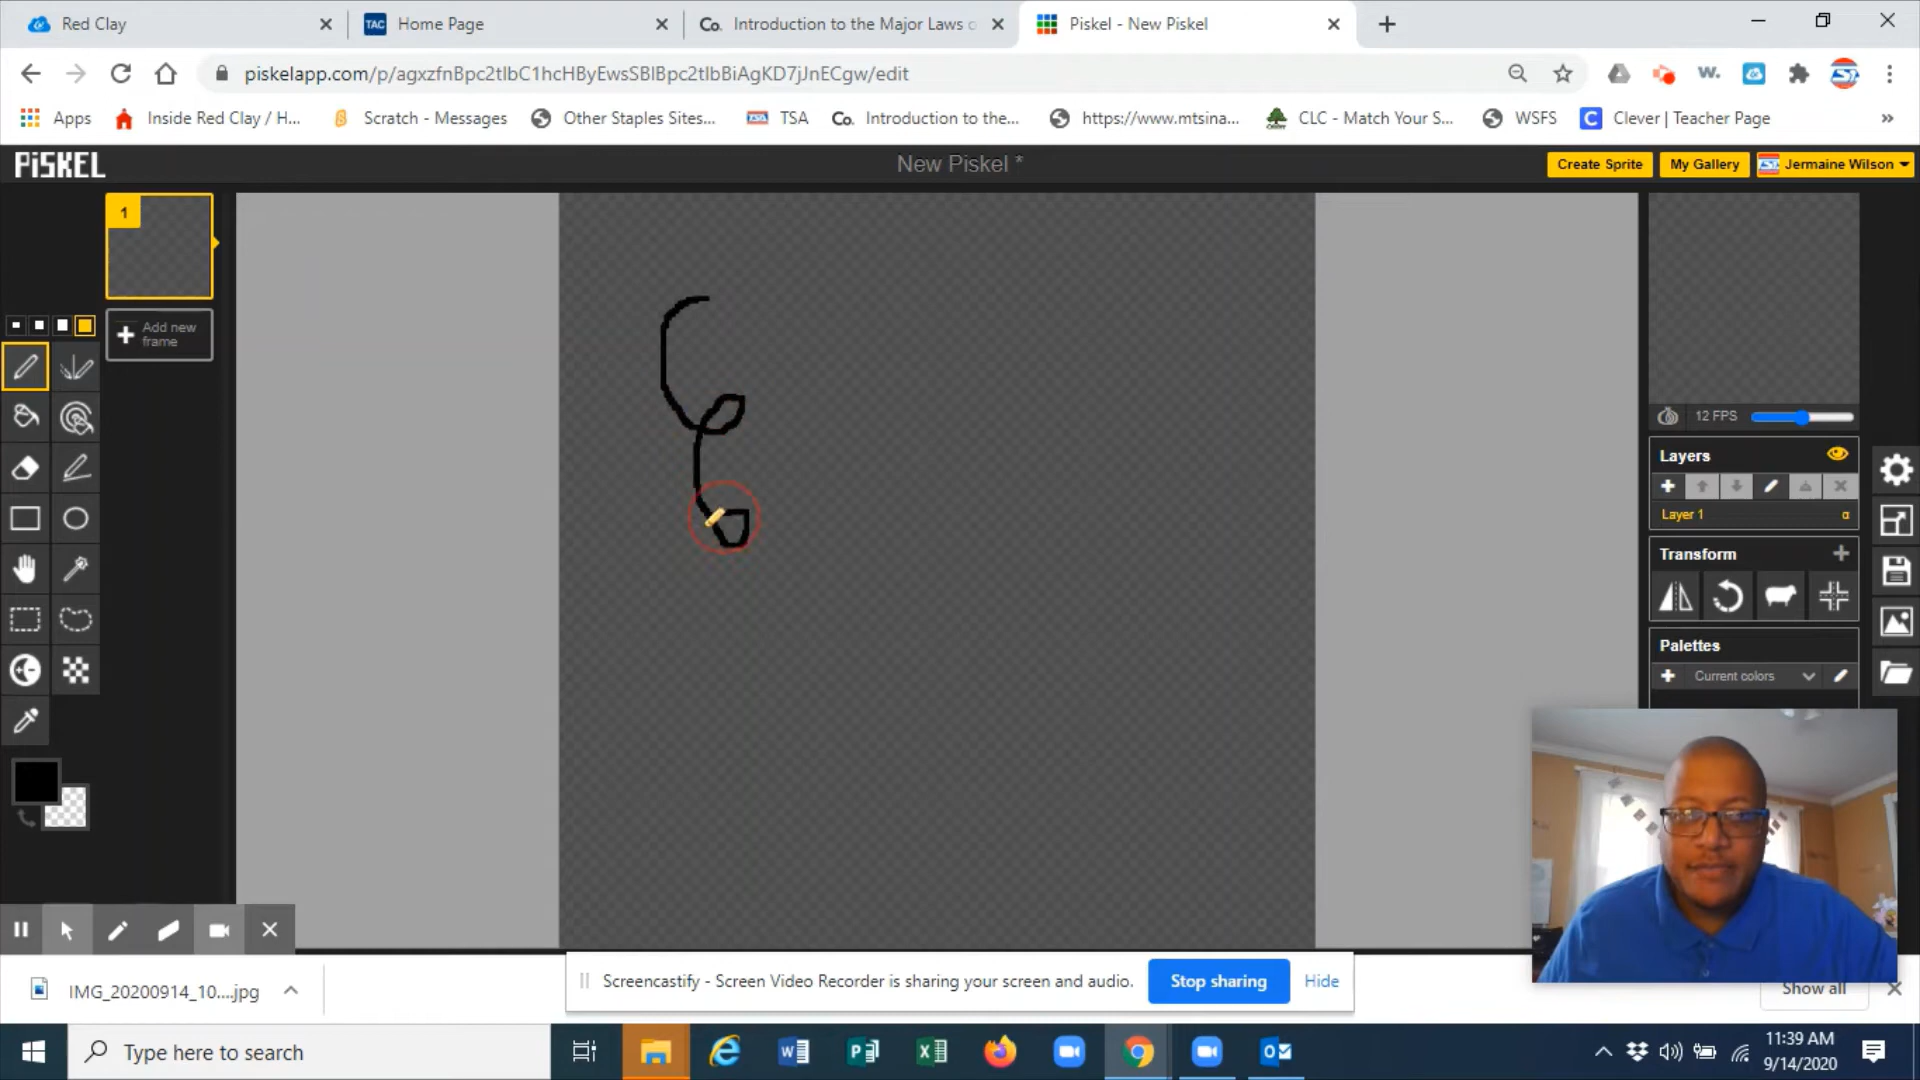 Red Clay
TAC Home Page
Co. Introduction to the Major Laws o
Piskel - New Piskel
piskelapp.com/p/agxzfnBpc2tlbC1hcHByEwsSBlBpc2tlbBiAgKD7jJnECgw/edit
Apps
Inside Red Clay / H...
Scratch - Messages
Other Staples Sites...
TSA
Co. Introduction to the...
https://www.mtsina...
CLC - Match Your S...
WSFS
Clever | Teacher Page
»
PiSKEL
New Piskel *
Create Sprite
My Gallery
Jermaine Wilson
1
Add new
frame
12 FPS
Layers
Layer 1
α
Transform
Palettes
Current colors
Screencastify - Screen Video Recorder is sharing your screen and audio.
Stop sharing
Hide
IMG_20200914_10....jpg
Show all
Type here to search
11:39 AM
9/14/2020